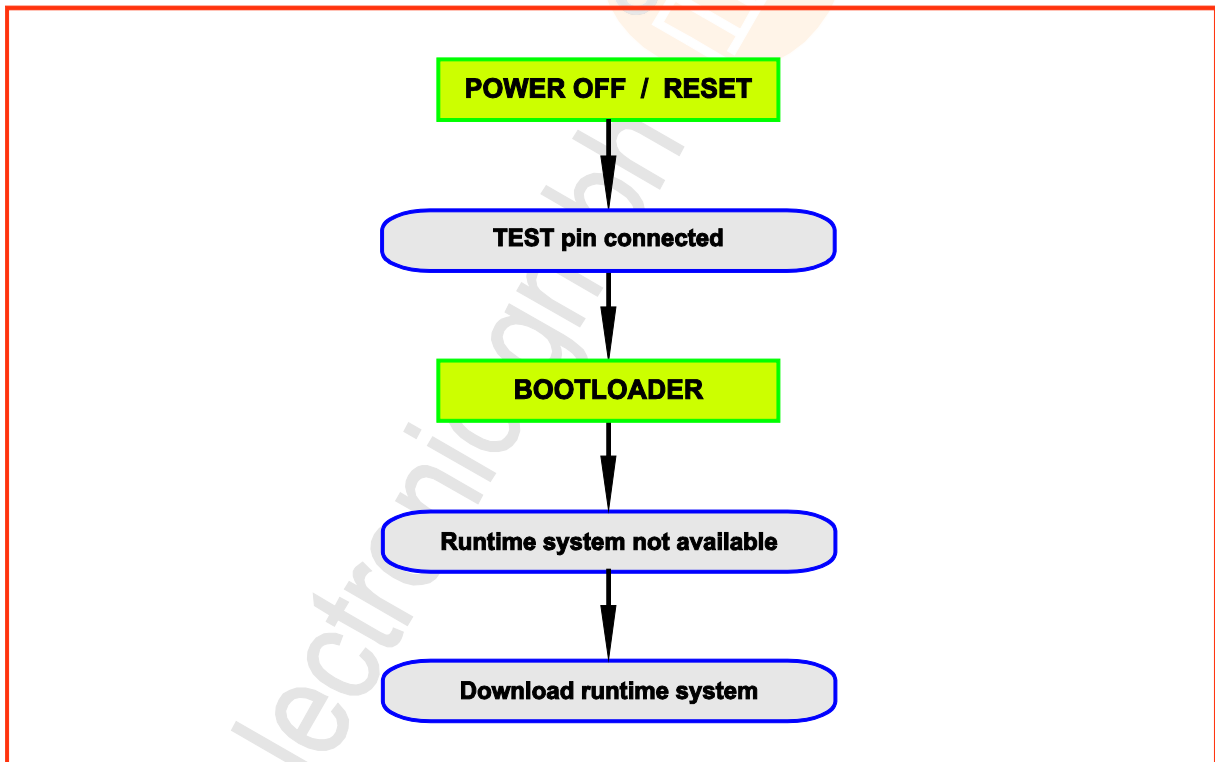 POWER OFF / RESET
TEST pin connected
BOOTLOADER
Runtime system not available
Download runtime system